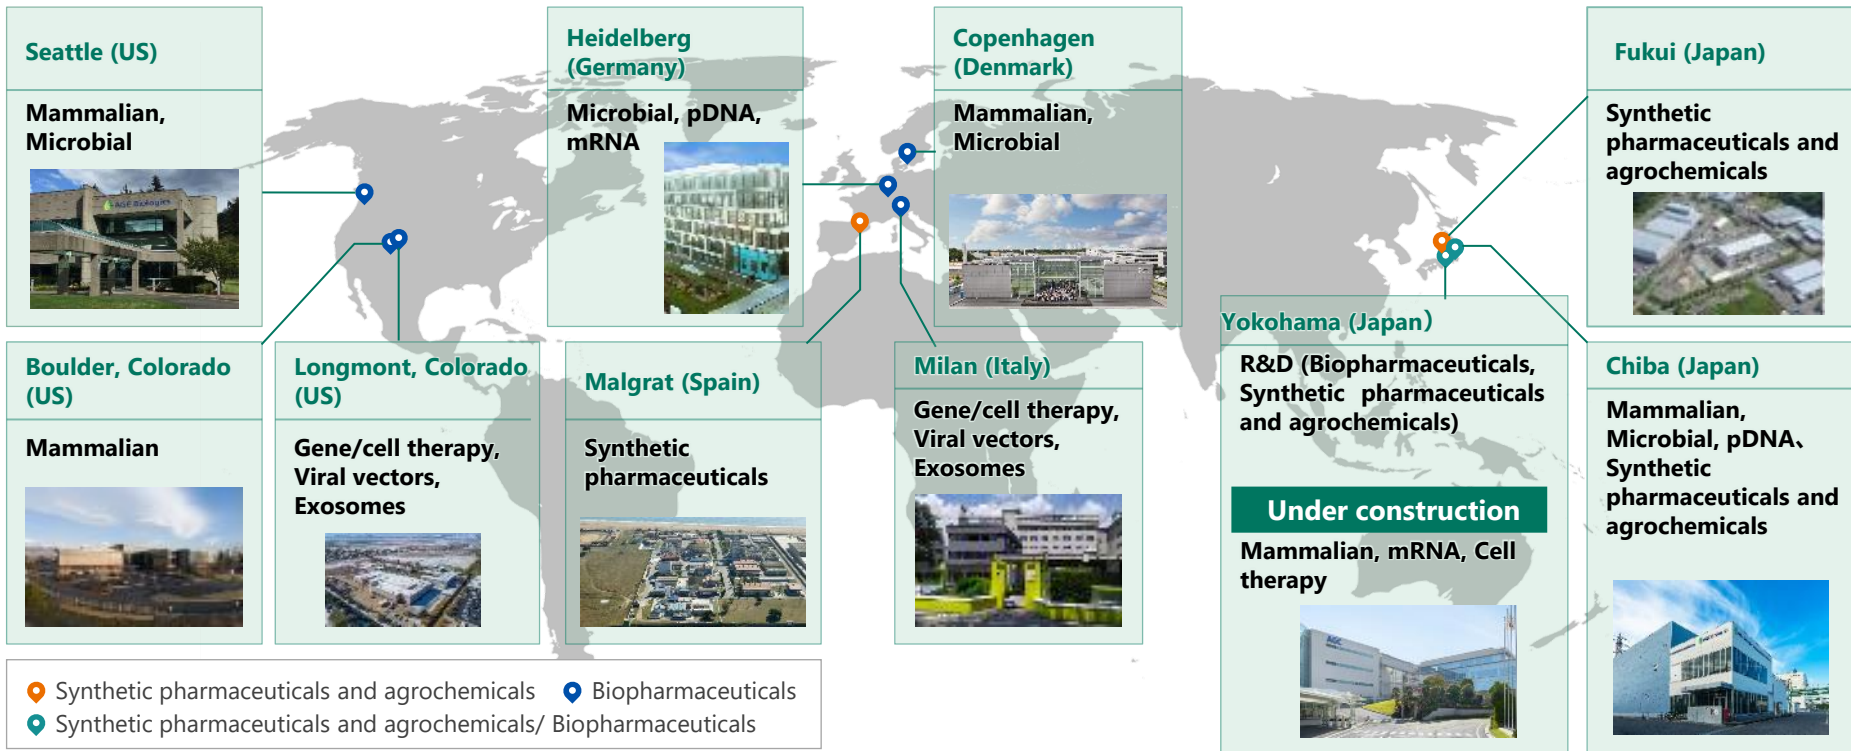 Seattle (US)
Mammalian,
Microbial
AGC Biologics
Heidelberg
(Germany)
Microbial, pDNA,
mRNA
Copenhagen
(Denmark)
Mammalian,
Microbial
Fukui (Japan)
Synthetic
pharmaceuticals and
agrochemicals
Boulder, Colorado
(US)
Mammalian
Longmont, Colorado
(US)
Gene/cell therapy,
Viral vectors,
Exosomes
Malgrat (Spain)
Synthetic
pharmaceuticals
Milan (Italy)
Gene/cell therapy,
Viral vectors,
Exosomes
Yokohama (Japan）
R&D (Biopharmaceuticals,
Synthetic pharmaceuticals
and agrochemicals)
Under construction
Mammalian, mRNA, Cell
therapy
AGC
Chiba (Japan)
Mammalian,
Microbial, pDNA、
Synthetic
pharmaceuticals and
agrochemicals
Synthetic pharmaceuticals and agrochemicals
Biopharmaceuticals
Synthetic pharmaceuticals and agrochemicals/ Biopharmaceuticals